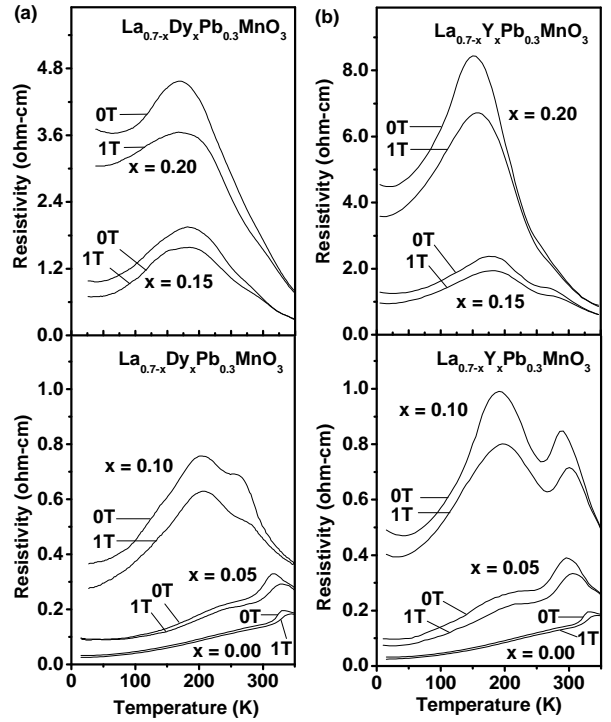 (a)
La0.7-xDyxPb0.3MnO3
Resistivity (ohm-cm)
4.8
3.6
2.4
1.2
0.0
0T
1T
x = 0.20
0T
1T
x = 0.15
(b)
La0.7-xYxPb0.3MnO3
Resistivity (ohm-cm)
8.0
6.0
4.0
2.0
0.0
0T
1T
x = 0.20
0T
1T
x = 0.15
La0.7-xDyxPb0.3MnO3
Resistivity (ohm-cm)
1.0
0.8
0.6
0.4
0.2
0.0
x = 0.10
0T
1T
x = 0.05
0T
1T
0T
1T
x = 0.00
0 100 200 300
Temperature (K)
La0.7-xYxPb0.3MnO3
Resistivity (ohm-cm)
1.0
0.8
0.6
0.4
0.2
0.0
x = 0.10
0T
1T
x = 0.05
0T
1T
0T
1T
x = 0.00
0 100 200 300
Temperature (K)